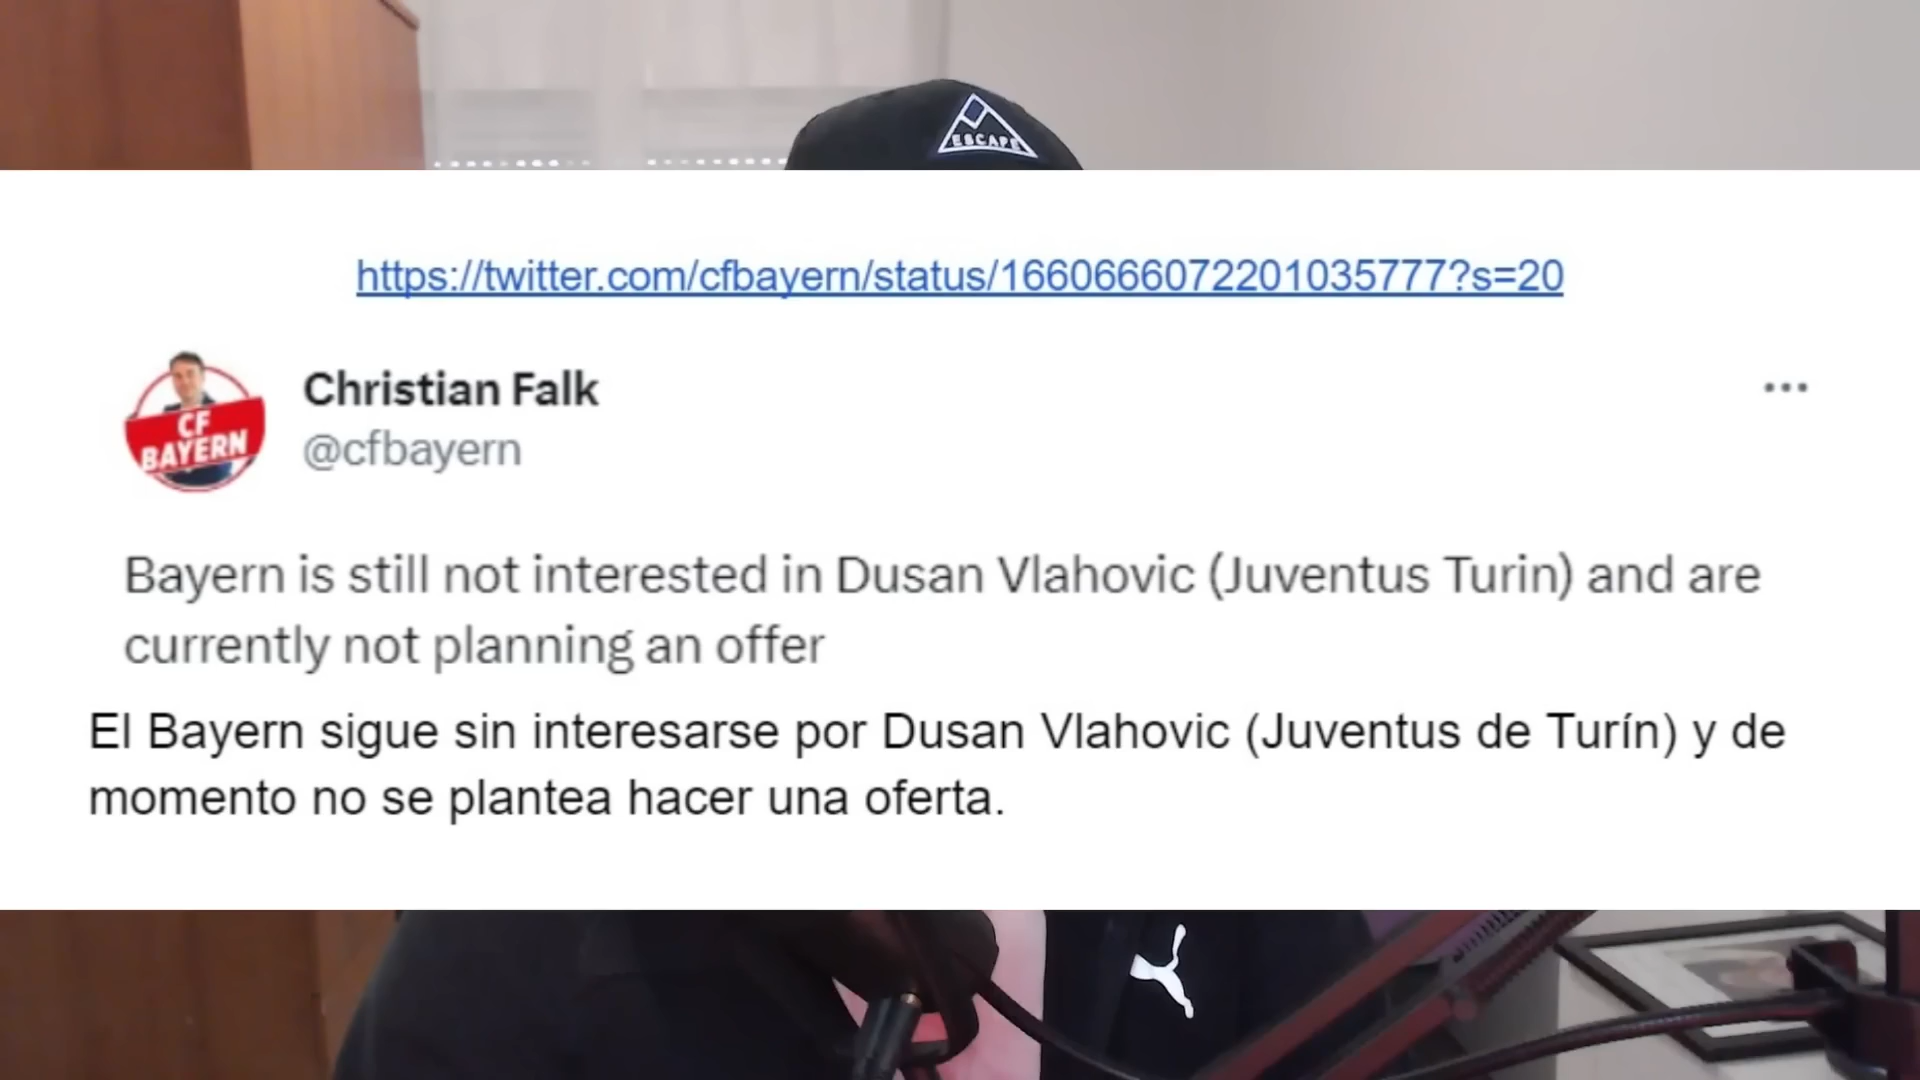 ESCAPE
https://twitter.com/cfbayern/status/1660666072201035777?s=20
Christian Falk
CF
BAYERN
@cfbayern
Bayern is still not interested in Dusan Vlahovic (Juventus Turin) and are
currently not planning an offer
El Bayern sigue sin interesarse por Dusan Vlahovic (Juventus de Turín) y de
momento no se plantea hacer una oferta.